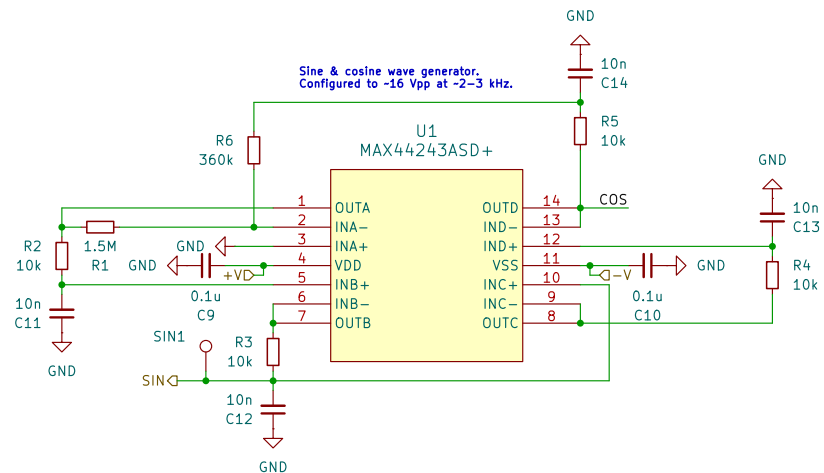 GND
10n
C14
Sine & cosine wave generator.
Configured to ~16 Vpp at ~2-3 kHz.
R6
360k
U1
MAX44243ASD+
R5
10k
GND
10n
C13
1
OUTA
OUTD
14
COS
2
INA-
IND-
13
R2
10k
1.5M
R1
GND
3
INA+
IND+
12
GND
4
VDD
VSS
11
GND
+V
-V
R4
10k
10n
C11
0.1u
C9
5
INB+
INC+
10
0.1u
C10
6
INB-
INC-
9
7
OUTB
OUTC
8
GND
SIN1
R3
10k
SIN
10n
C12
GND